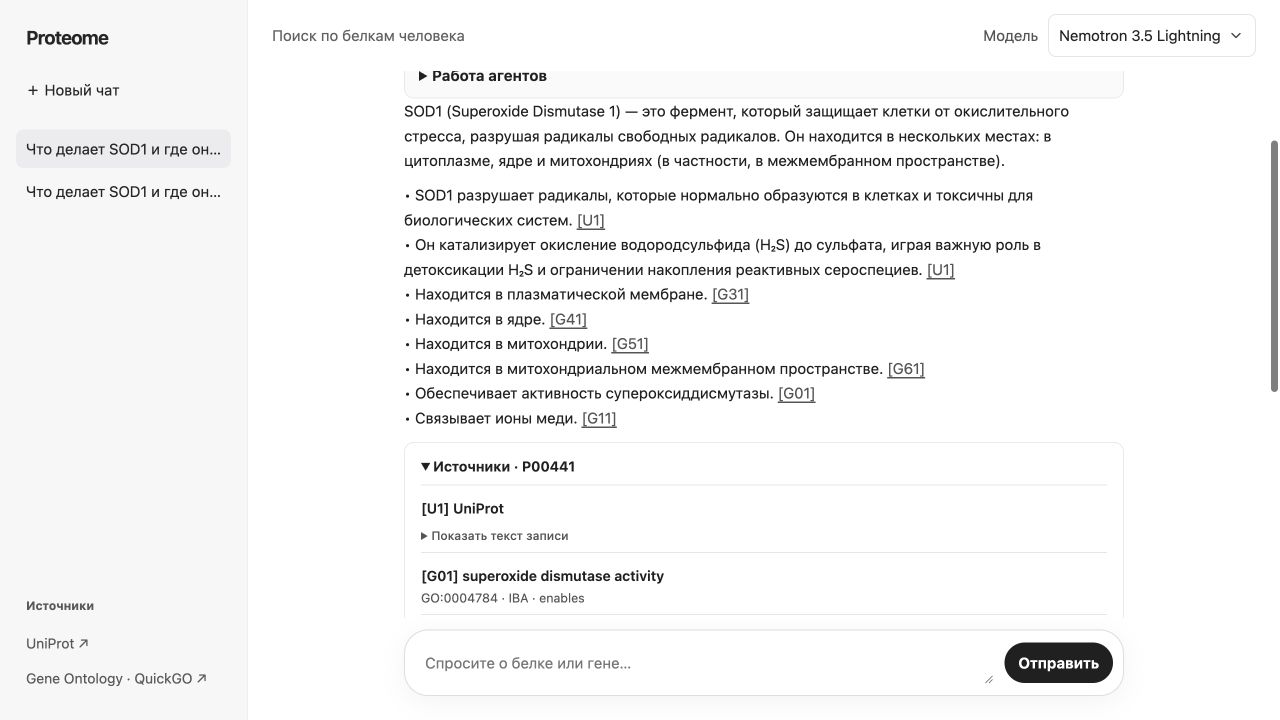 Proteome
Поиск по белкам человека
Модель
Nemotron 3.5 Lightning
+ Новый чат
Что делает SOD1 и где он...
Что делает SOD1 и где он...
Работа агентов
SOD1 (Superoxide Dismutase 1) — это фермент, который защищает клетки от окислительного
стресса, разрушая радикалы свободных радикалов. Он находится в нескольких местах: в
цитоплазме, ядре и митохондриях (в частности, в межмембранном пространстве).
• SOD1 разрушает радикалы, которые нормально образуются в клетках и токсичны для
биологических систем. [U1]
• Он катализирует окисление водородсульфида (H₂S) до сульфата, играя важную роль в
детоксикации H₂S и ограничении накопления реактивных сероспециев. [U1]
• Находится в плазматической мембране. [G31]
• Находится в ядре. [G41]
• Находится в митохондрии. [G51]
• Находится в митохондриальном межмембранном пространстве. [G61]
• Обеспечивает активность супероксиддисмутазы. [G01]
• Связывает ионы меди. [G11]
Источники · P00441
[U1] UniProt
Показать текст записи
[G01] superoxide dismutase activity
GO:0004784 · IBA · enables
Источники
UniProt ↗
Gene Ontology · QuickGO ↗
Спросите о белке или гене...
Отправить